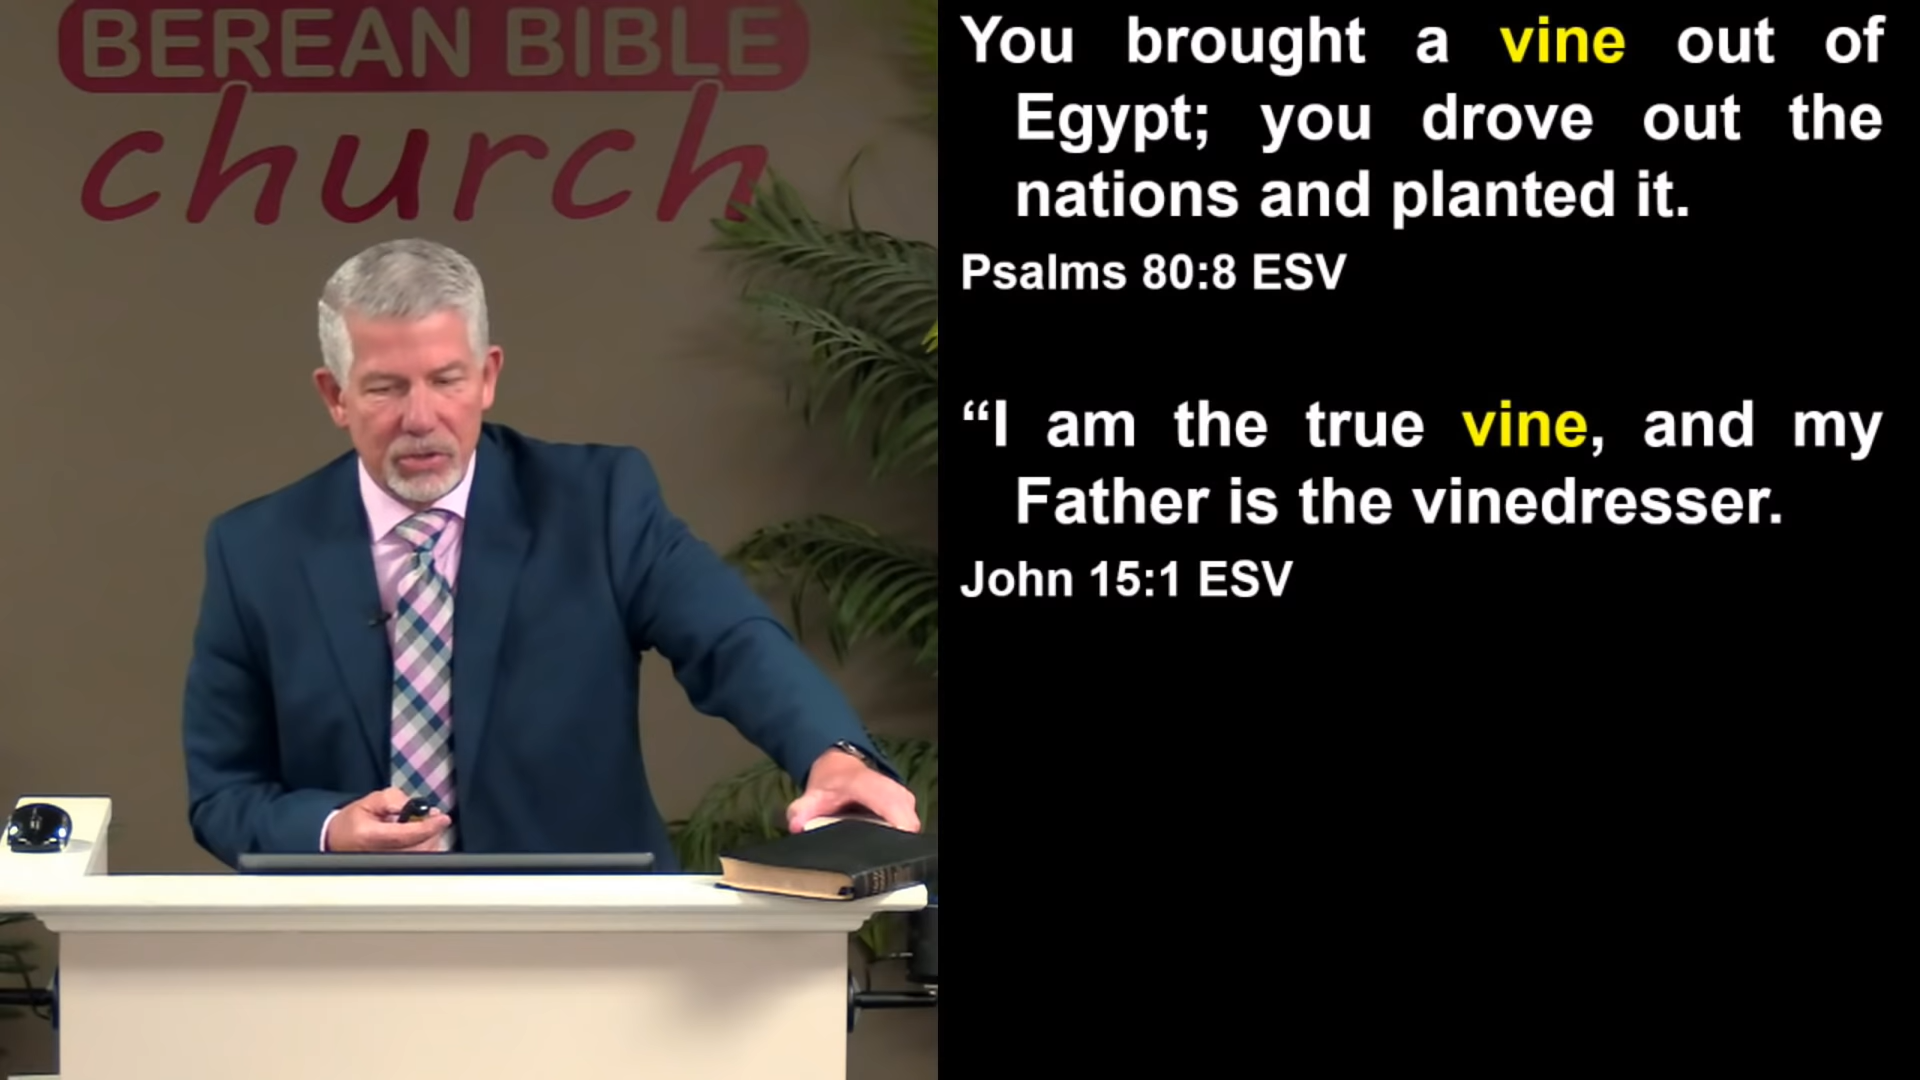 BEREAN BIBLE
church
You brought a vine out of
Egypt; you drove out the
nations and planted it.
Psalms 80:8 ESV
“I am the true vine, and my
Father is the vinedresser.
John 15:1 ESV